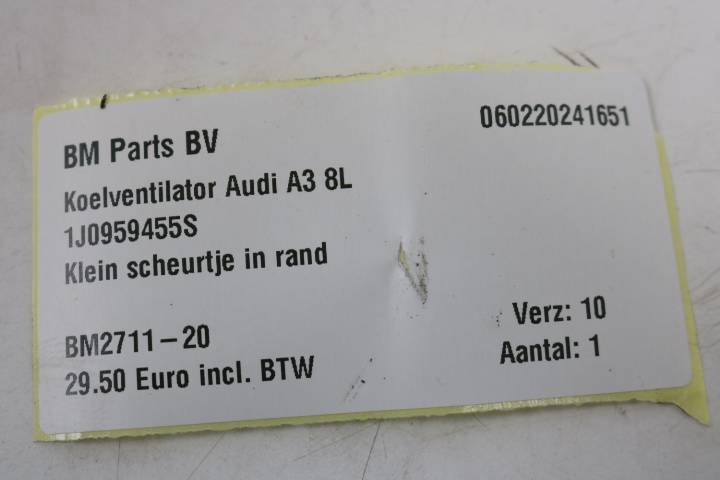 BM Parts BV
060220241651
Koelventilator Audi A3 8L
1J0959455S
Klein scheurtje in rand
BM2711-20
Verz: 10
29.50 Euro incl. BTW
Aantal: 1